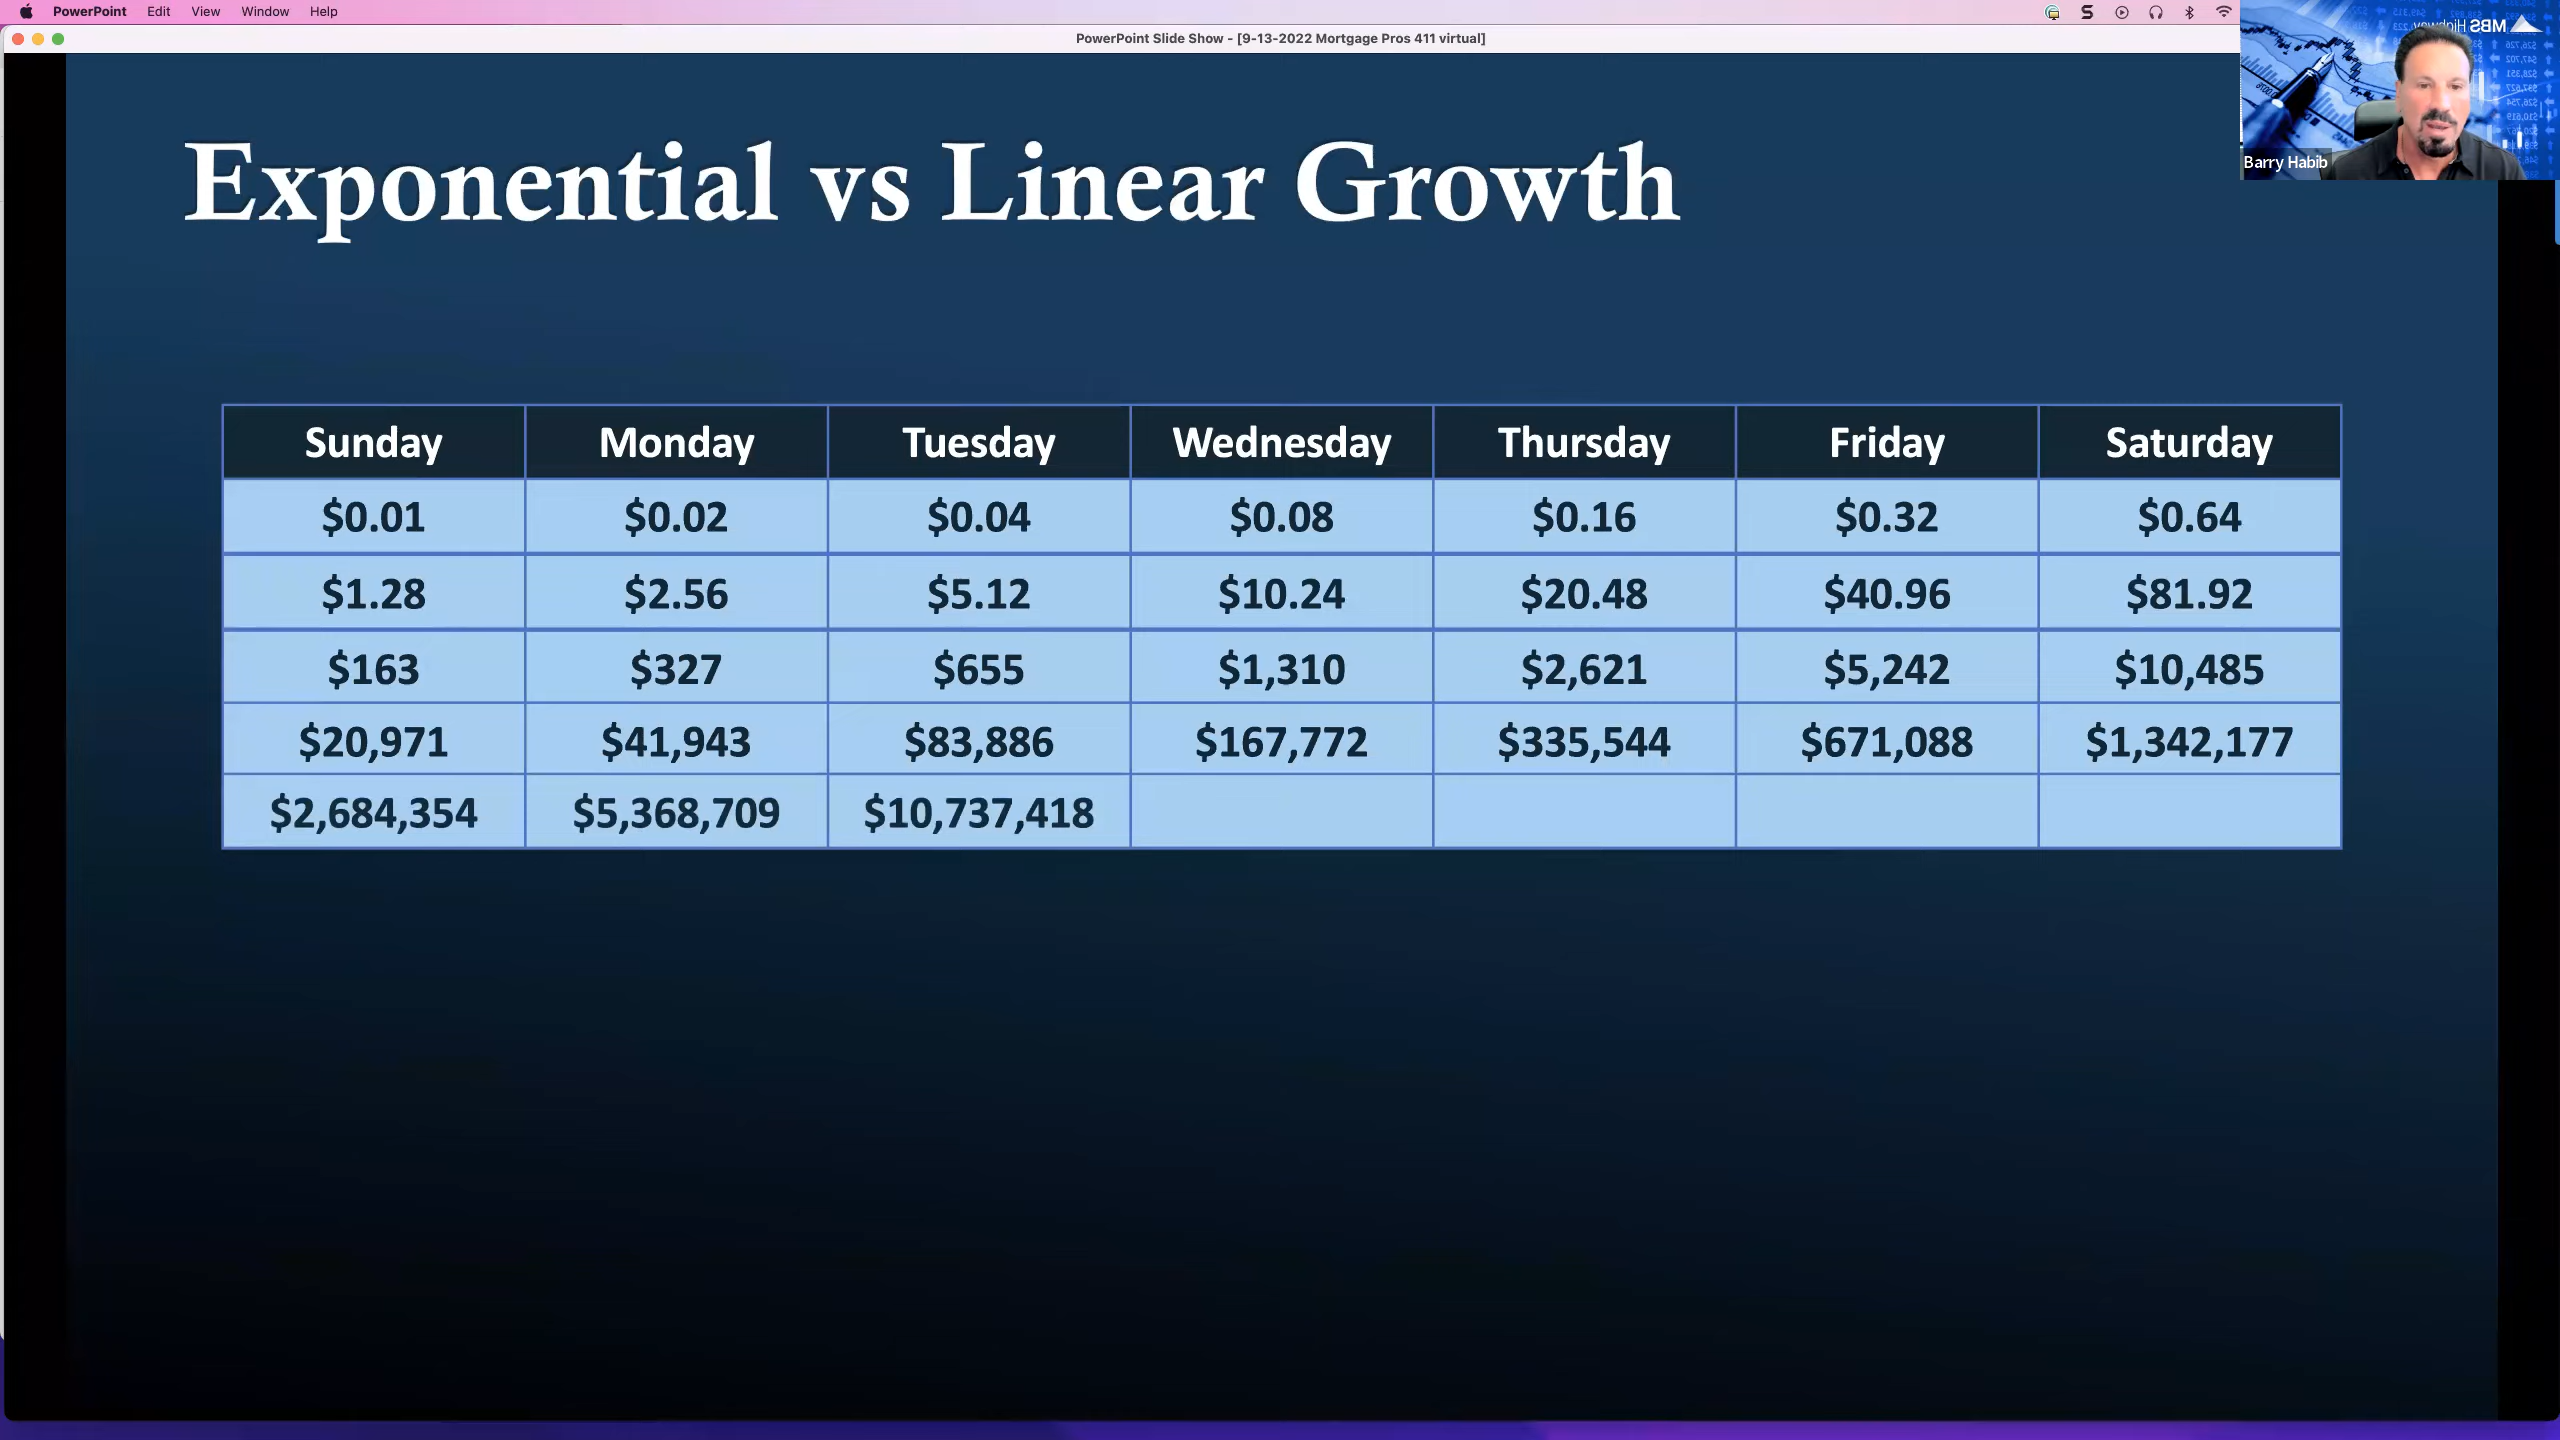 PowerPoint Edit View Window Help
PowerPoint Slide Show - [9-13-2022 Mortgage Pros 411 virtual]
MBS Highway
Barry Habib
Exponential vs Linear Growth
Sunday Monday Tuesday Wednesday Thursday Friday Saturday
$0.01 $0.02 $0.04 $0.08 $0.16 $0.32 $0.64
$1.28 $2.56 $5.12 $10.24 $20.48 $40.96 $81.92
$163 $327 $655 $1,310 $2,621 $5,242 $10,485
$20,971 $41,943 $83,886 $167,772 $335,544 $671,088 $1,342,177
$2,684,354 $5,368,709 $10,737,418